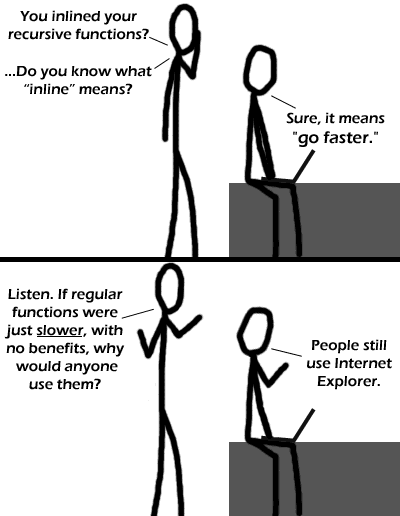 You inlined your
recursive functions?
...Do you know what
“inline” means?
Sure, it means
"go faster."
Listen. If regular
functions were
just slower, with
no benefits, why
would anyone
use them?
People still
use Internet
Explorer.